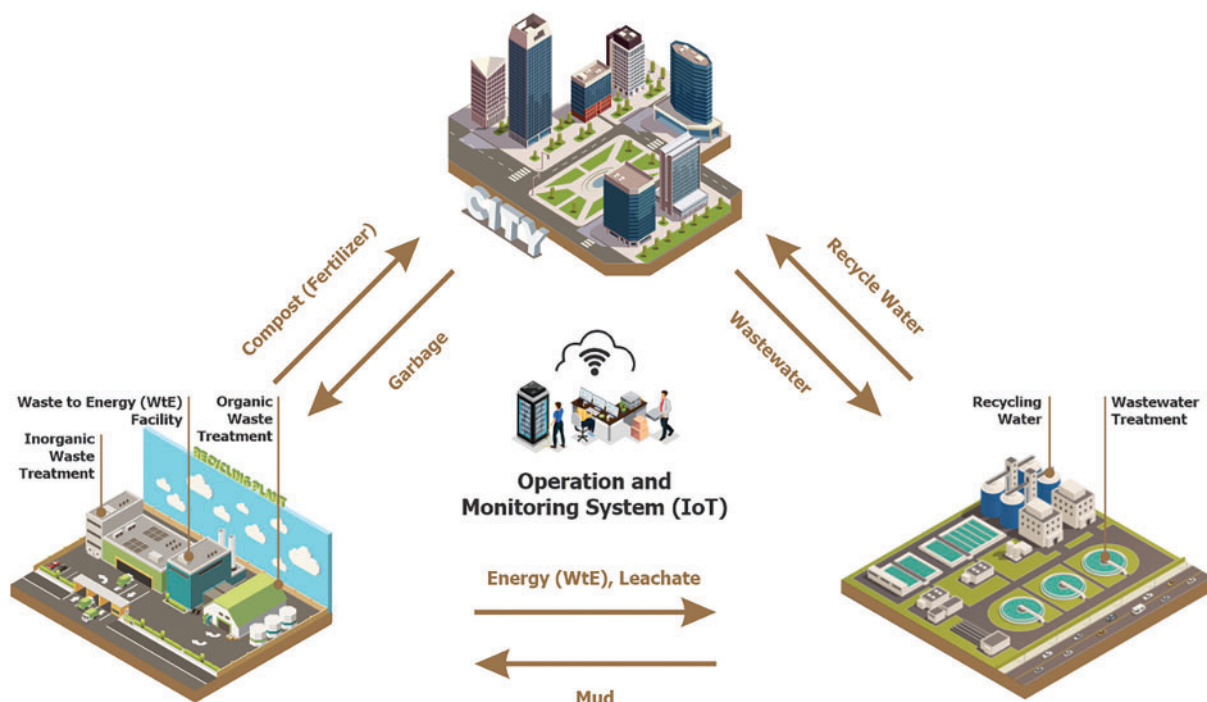 CITY
Compost (Fertilizer)
Garbage
Recycle Water
Wastewater
Waste to Energy (WtE)
Facility
Organic
Waste
Treatment
Inorganic
Waste
Treatment
RECYCLING PLANT
Operation and
Monitoring System (IoT)
Recycling
Water
Wastewater
Treatment
Energy (WtE), Leachate
Mud